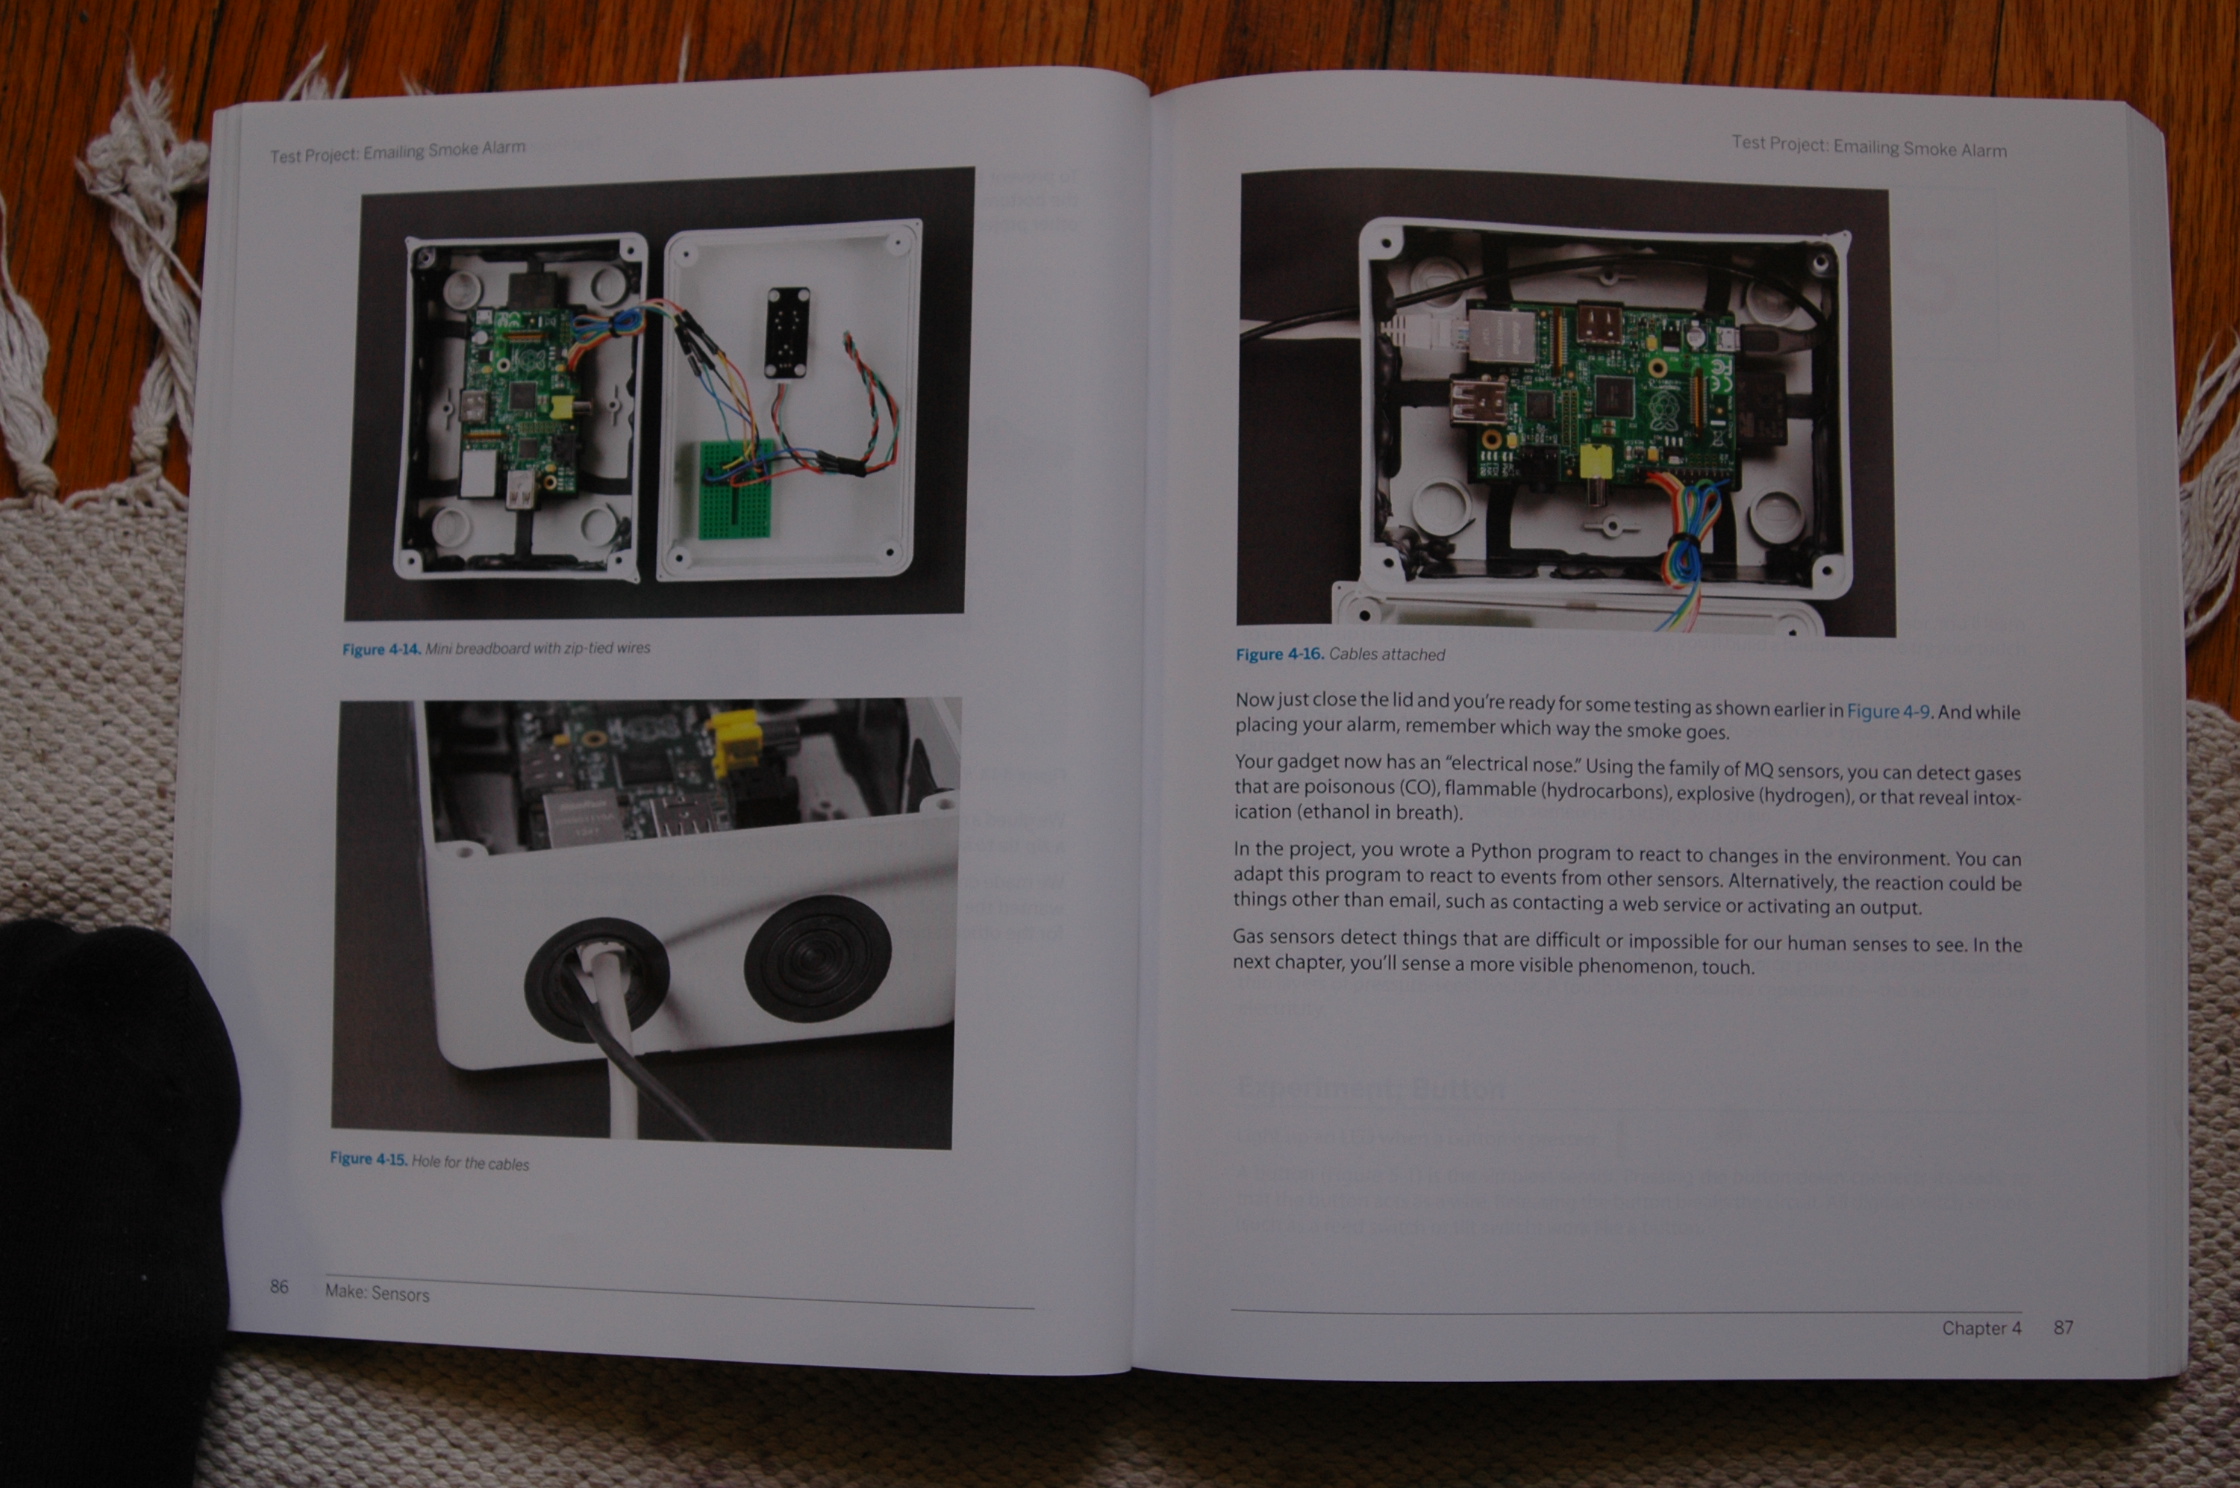 Test Project: Emailing Smoke Alarm
Figure 4-14. Mini breadboard with zip-tied wires
Figure 4-15. Hole for the cables
86
Make: Sensors
Test Project: Emailing Smoke Alarm
Figure 4-16. Cables attached
Now just close the lid and you're ready for some testing as shown earlier in Figure 4-9. And while
placing your alarm, remember which way the smoke goes.
Your gadget now has an "electrical nose." Using the family of MQ sensors, you can detect gases
that are poisonous (CO), flammable (hydrocarbons), explosive (hydrogen), or that reveal intox-
ication (ethanol in breath).
In the project, you wrote a Python program to react to changes in the environment. You can
adapt this program to react to events from other sensors. Alternatively, the reaction could be
things other than email, such as contacting a web service or activating an output.
Gas sensors detect things that are difficult or impossible for our human senses to see. In the
next chapter, you'll sense a more visible phenomenon, touch.
Chapter 4
87